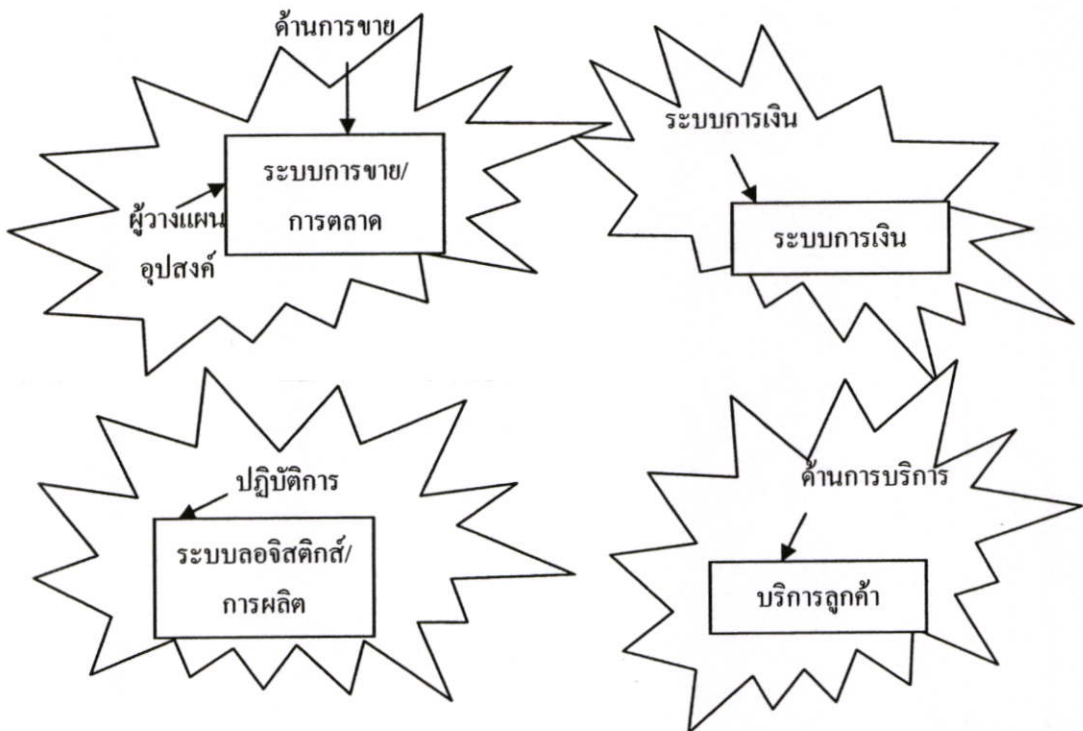 ด้านการขาย
ระบบการขาย/
การตลาด
ผู้วางแผน
อุปสงค์
ระบบการเงิน
ระบบการเงิน
ปฏิบัติการ
ระบบลอจิสติกส์/
การผลิต
ด้านการบริการ
บริการลูกค้า